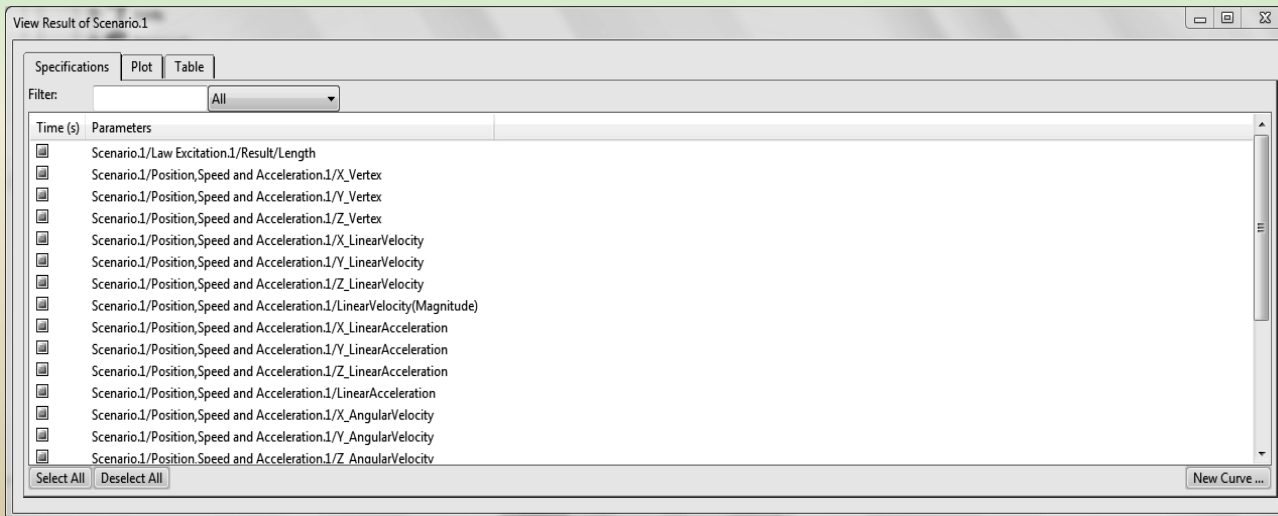 View Result of Scenario.1
Specifications Plot Table
Filter: All
Time (s) Parameters
Scenario.1/Law Excitation.1/Result/Length
Scenario.1/Position,Speed and Acceleration.1/X_Vertex
Scenario.1/Position,Speed and Acceleration.1/Y_Vertex
Scenario.1/Position,Speed and Acceleration.1/Z_Vertex
Scenario.1/Position,Speed and Acceleration.1/X_LinearVelocity
Scenario.1/Position,Speed and Acceleration.1/Y_LinearVelocity
Scenario.1/Position,Speed and Acceleration.1/Z_LinearVelocity
Scenario.1/Position,Speed and Acceleration.1/LinearVelocity(Magnitude)
Scenario.1/Position,Speed and Acceleration.1/X_LinearAcceleration
Scenario.1/Position,Speed and Acceleration.1/Y_LinearAcceleration
Scenario.1/Position,Speed and Acceleration.1/Z_LinearAcceleration
Scenario.1/Position,Speed and Acceleration.1/LinearAcceleration
Scenario.1/Position,Speed and Acceleration.1/X_AngularVelocity
Scenario.1/Position,Speed and Acceleration.1/Y_AngularVelocity
Scenario.1/Position,Speed and Acceleration.1/Z_AngularVelocity
Select All Deselect All New Curve ...